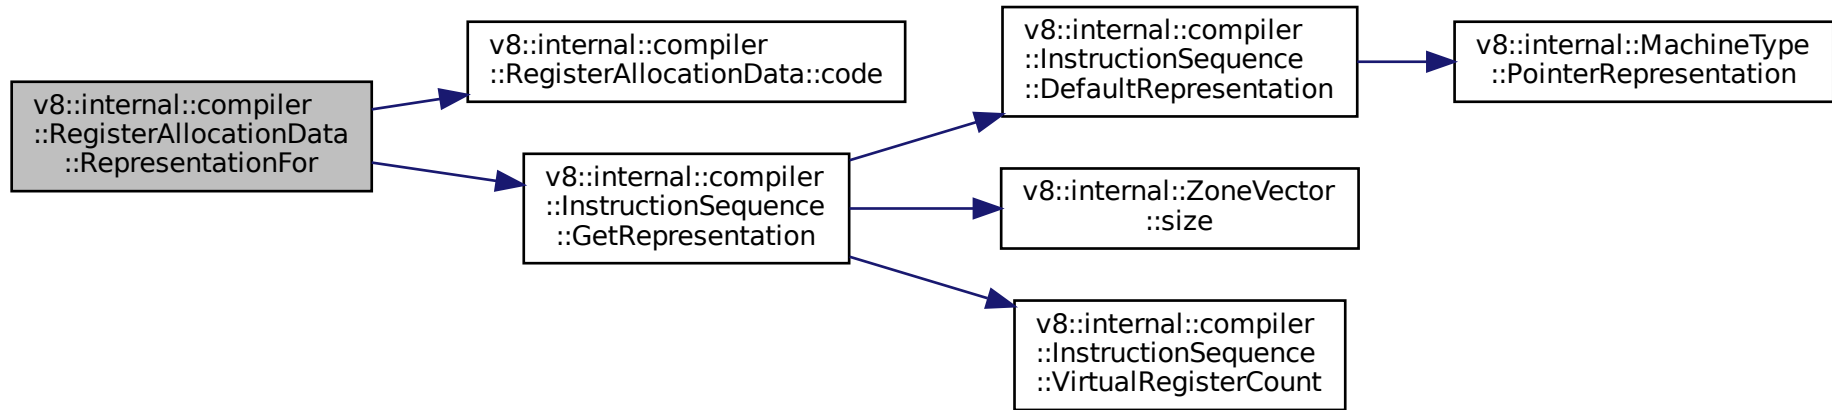 v8::internal::compiler
::RegisterAllocationData
::RepresentationFor
v8::internal::compiler
::RegisterAllocationData::code
v8::internal::compiler
::InstructionSequence
::GetRepresentation
v8::internal::compiler
::InstructionSequence
::DefaultRepresentation
v8::internal::MachineType
::PointerRepresentation
v8::internal::ZoneVector
::size
v8::internal::compiler
::InstructionSequence
::VirtualRegisterCount